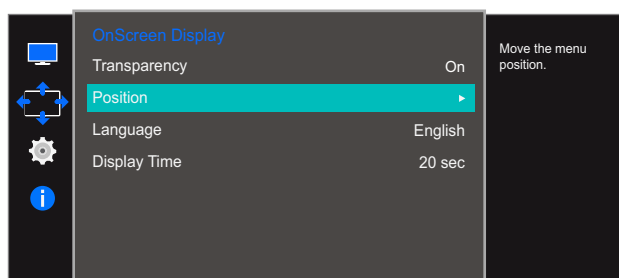 OnScreen Display
Transparency On
Position
Language English
Display Time 20 sec
Move the menu
position.
i